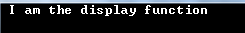 I am the display function